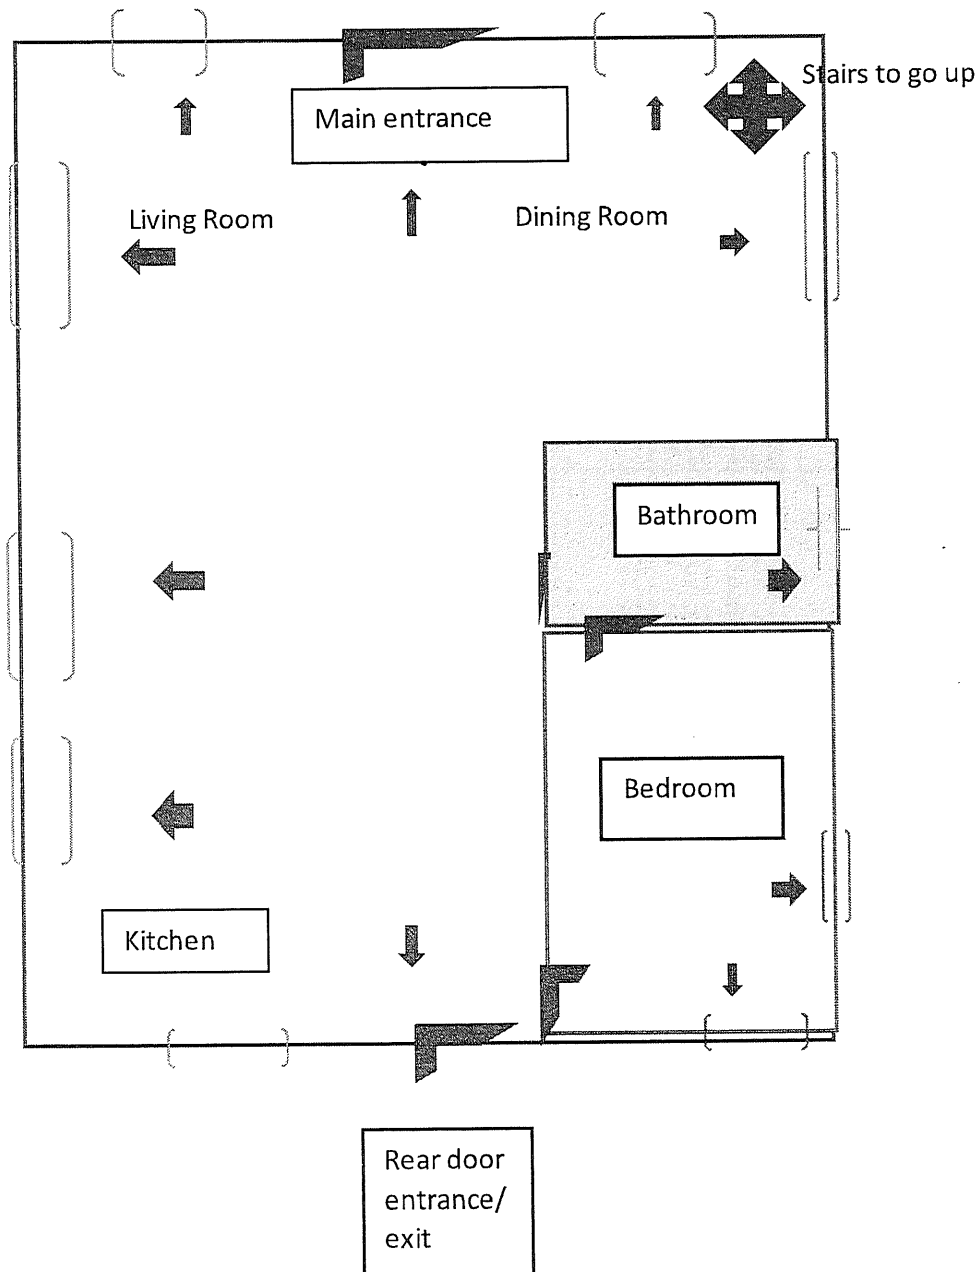 Stairs to go up
Main entrance
Living Room
Dining Room
Bathroom
Bedroom
Kitchen
Rear door
entrance/
exit